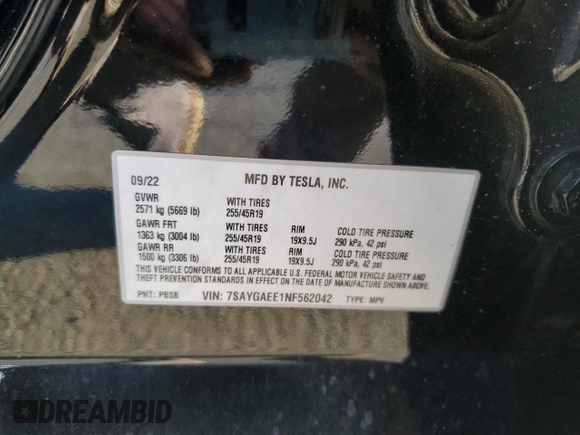 09/22 MFD BY TESLA, INC.
GVWR WITH TIRES
2571 kg (5669 lb) 255/45R19
GAWR FRT WITH TIRES RIM COLD TIRE PRESSURE
1363 kg (3004 lb) 255/45R19 19X9.5J 290 kPa, 42 psi
GAWR RR WITH TIRES RIM COLD TIRE PRESSURE
1500 kg (3306 lb) 255/45R19 19X9.5J 290 kPa, 42 psi
THIS VEHICLE CONFORMS TO ALL APPLICABLE U.S. FEDERAL MOTOR VEHICLE SAFETY AND
THEFT PREVENTION STANDARDS IN EFFECT ON THE DATE OF MANUFACTURE SHOWN ABOVE.
PNT: PBSB VIN: 7SAYGAEE1NF562042 TYPE: MPV
DREAMBID